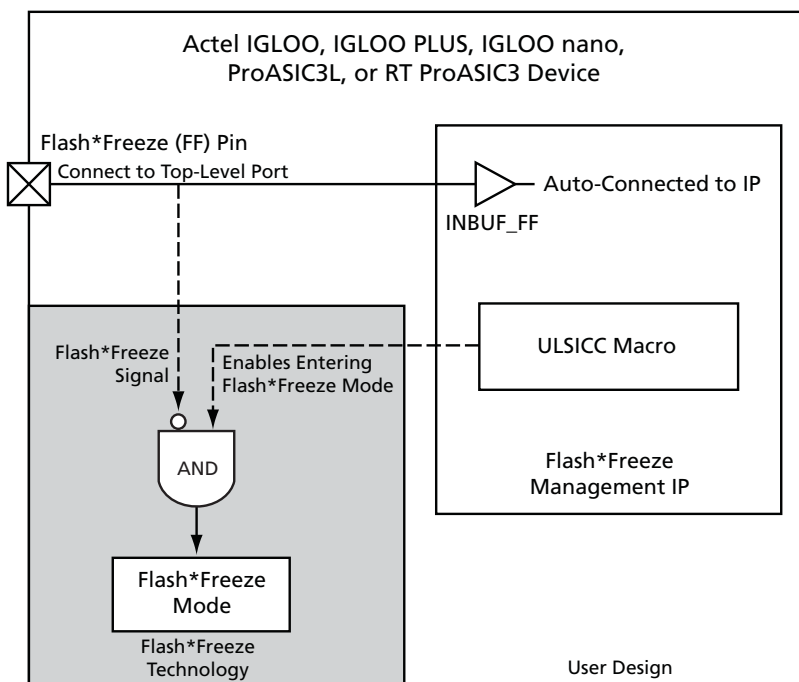 Actel IGLOO, IGLOO PLUS, IGLOO nano,
ProASIC3L, or RT ProASIC3 Device
Flash*Freeze (FF) Pin
Connect to Top-Level Port
Auto-Connected to IP
INBUF_FF
ULSICC Macro
Flash*Freeze
Signal
Enables Entering
Flash*Freeze Mode
AND
Flash*Freeze
Management IP
Flash*Freeze
Mode
Flash*Freeze
Technology
User Design